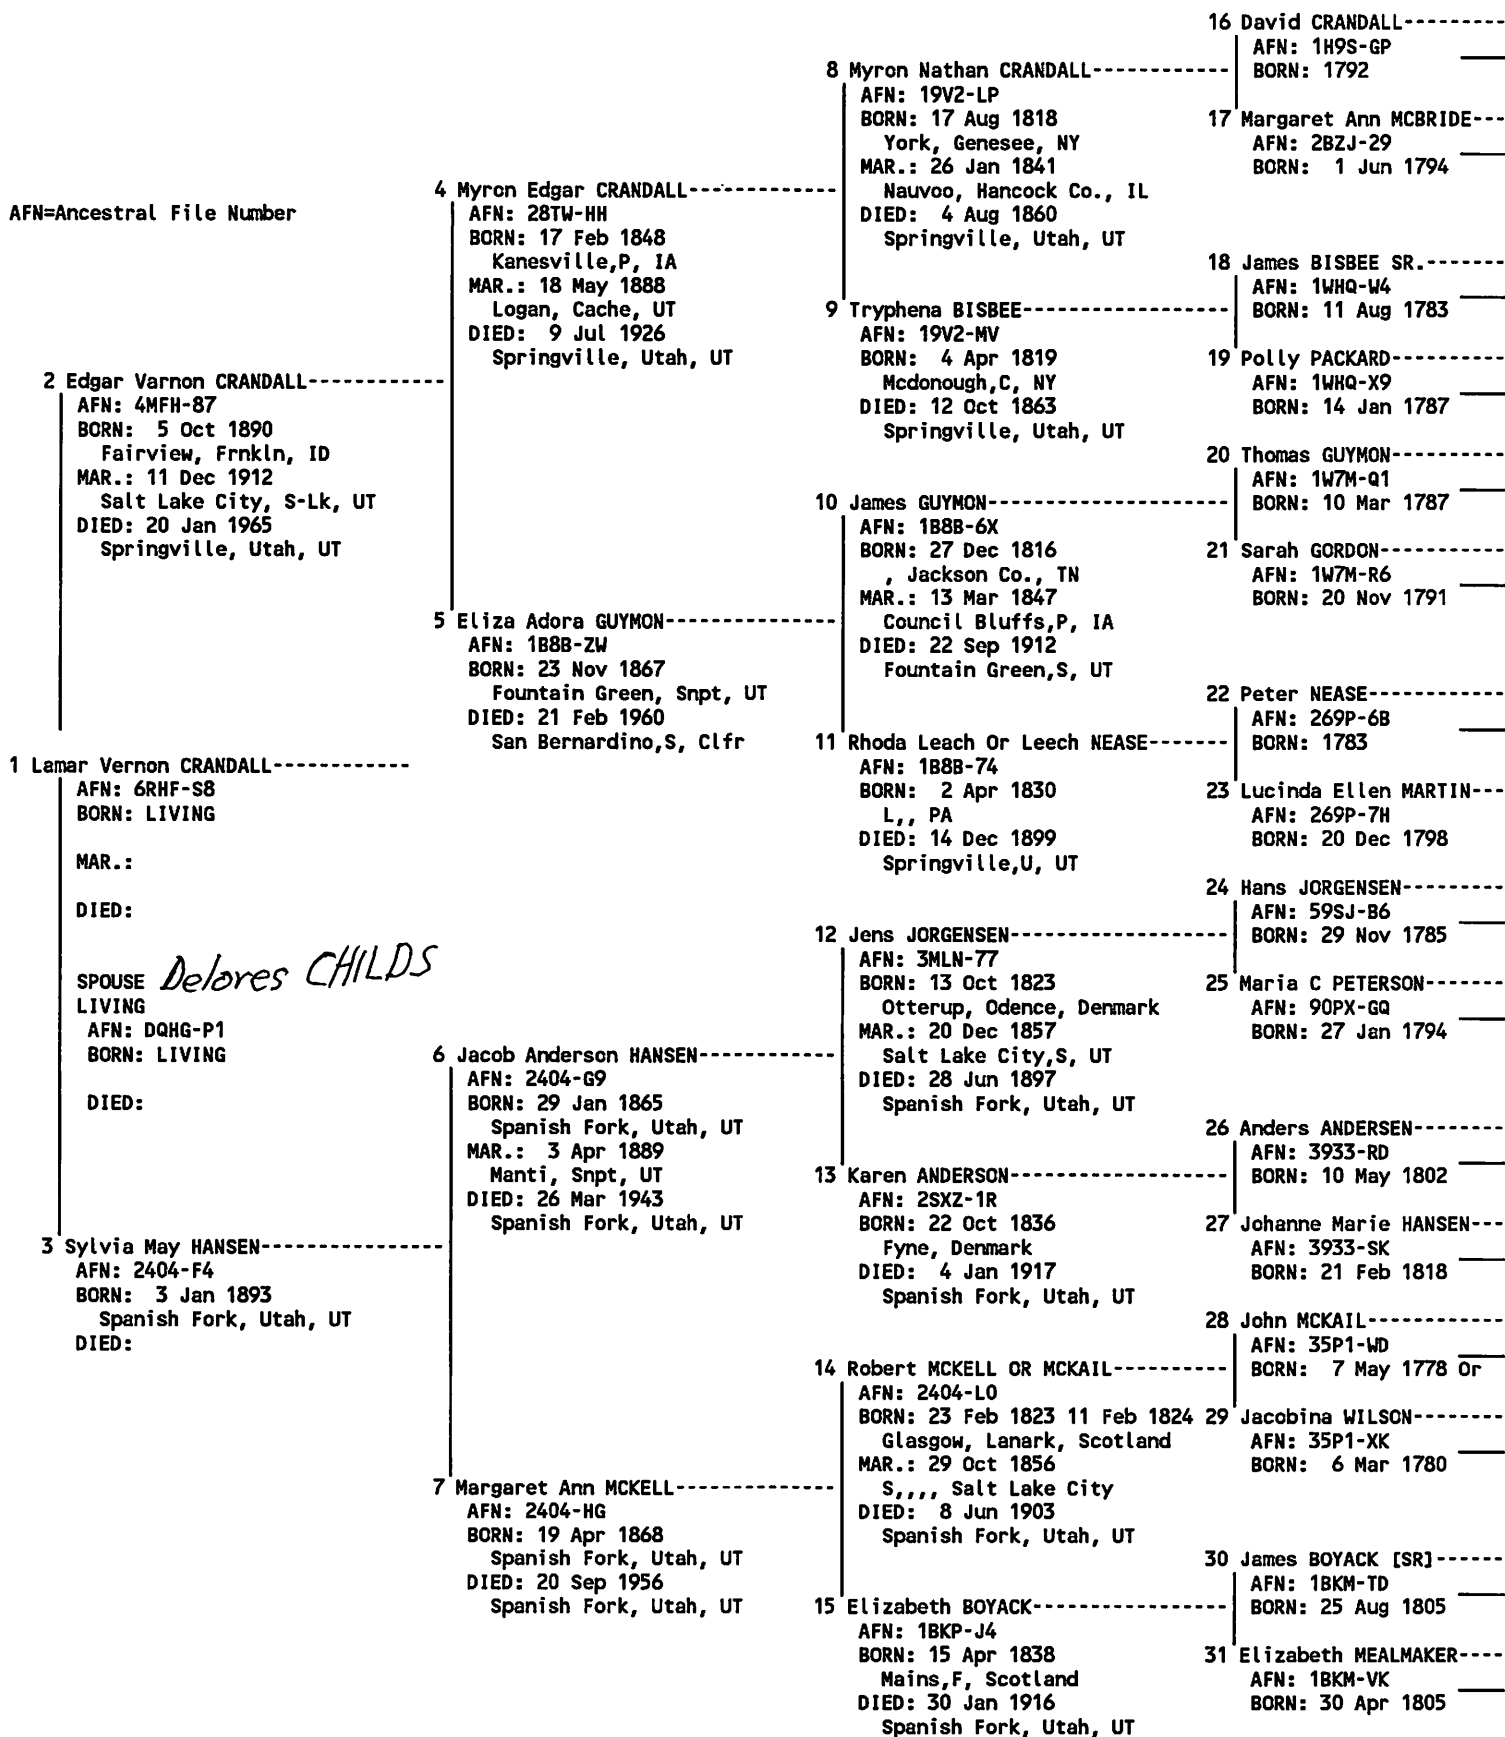 AFN=Ancestral File Number
1 Lamar Vernon CRANDALL------------
AFN: 6RHF-S8
BORN: LIVING
MAR.:
DIED:
SPOUSE Delores CHILDS
LIVING
AFN: DQHG-P1
BORN: LIVING
DIED:
2 Edgar Varnon CRANDALL------------
AFN: 4MFH-87
BORN: 5 Oct 1890
Fairview, Frnkln, ID
MAR.: 11 Dec 1912
Salt Lake City, S-Lk, UT
DIED: 20 Jan 1965
Springville, Utah, UT
3 Sylvia May HANSEN----------------
AFN: 2404-F4
BORN: 3 Jan 1893
Spanish Fork, Utah, UT
DIED:
4 Myron Edgar CRANDALL-------------
AFN: 28TW-HH
BORN: 17 Feb 1848
Kanesville,P, IA
MAR.: 18 May 1888
Logan, Cache, UT
DIED: 9 Jul 1926
Springville, Utah, UT
5 Eliza Adora GUYMON---------------
AFN: 1B8B-ZW
BORN: 23 Nov 1867
Fountain Green, Snpt, UT
DIED: 21 Feb 1960
San Bernardino,S, Clfr
6 Jacob Anderson HANSEN------------
AFN: 2404-G9
BORN: 29 Jan 1865
Spanish Fork, Utah, UT
MAR.: 3 Apr 1889
Manti, Snpt, UT
DIED: 26 Mar 1943
Spanish Fork, Utah, UT
7 Margaret Ann MCKELL--------------
AFN: 2404-HG
BORN: 19 Apr 1868
Spanish Fork, Utah, UT
DIED: 20 Sep 1956
Spanish Fork, Utah, UT
8 Myron Nathan CRANDALL------------
AFN: 19V2-LP
BORN: 17 Aug 1818
York, Genesee, NY
MAR.: 26 Jan 1841
Nauvoo, Hancock Co., IL
DIED: 4 Aug 1860
Springville, Utah, UT
9 Tryphena BISBEE------------------
AFN: 19V2-MV
BORN: 4 Apr 1819
Mcdonough,C, NY
DIED: 12 Oct 1863
Springville, Utah, UT
10 James GUYMON---------------------
AFN: 1B8B-6X
BORN: 27 Dec 1816
, Jackson Co., TN
MAR.: 13 Mar 1847
Council Bluffs,P, IA
DIED: 22 Sep 1912
Fountain Green,S, UT
11 Rhoda Leach Or Leech NEASE-------
AFN: 1B8B-74
BORN: 2 Apr 1830
L,, PA
DIED: 14 Dec 1899
Springville,U, UT
12 Jens JORGENSEN-------------------
AFN: 3MLN-77
BORN: 13 Oct 1823
Otterup, Odence, Denmark
MAR.: 20 Dec 1857
Salt Lake City,S, UT
DIED: 28 Jun 1897
Spanish Fork, Utah, UT
13 Karen ANDERSON-------------------
AFN: 2SXZ-1R
BORN: 22 Oct 1836
Fyne, Denmark
DIED: 4 Jan 1917
Spanish Fork, Utah, UT
14 Robert MCKELL OR MCKAIL----------
AFN: 2404-L0
BORN: 23 Feb 1823 11 Feb 1824
Glasgow, Lanark, Scotland
MAR.: 29 Oct 1856
S,,,, Salt Lake City
DIED: 8 Jun 1903
Spanish Fork, Utah, UT
15 Elizabeth BOYACK-----------------
AFN: 1BKP-J4
BORN: 15 Apr 1838
Mains,F, Scotland
DIED: 30 Jan 1916
Spanish Fork, Utah, UT
16 David CRANDALL---------
AFN: 1H9S-GP
BORN: 1792
17 Margaret Ann MCBRIDE---
AFN: 2BZJ-29
BORN: 1 Jun 1794
18 James BISBEE SR.-------
AFN: 1WHQ-W4
BORN: 11 Aug 1783
19 Polly PACKARD----------
AFN: 1WHQ-X9
BORN: 14 Jan 1787
20 Thomas GUYMON----------
AFN: 1W7M-Q1
BORN: 10 Mar 1787
21 Sarah GORDON-----------
AFN: 1W7M-R6
BORN: 20 Nov 1791
22 Peter NEASE------------
AFN: 269P-6B
BORN: 1783
23 Lucinda Ellen MARTIN---
AFN: 269P-7H
BORN: 20 Dec 1798
24 Hans JORGENSEN---------
AFN: 59SJ-B6
BORN: 29 Nov 1785
25 Maria C PETERSON-------
AFN: 90PX-GQ
BORN: 27 Jan 1794
26 Anders ANDERSEN--------
AFN: 3933-RD
BORN: 10 May 1802
27 Johanne Marie HANSEN---
AFN: 3933-SK
BORN: 21 Feb 1818
28 John MCKAIL------------
AFN: 35P1-WD
BORN: 7 May 1778 Or
29 Jacobina WILSON--------
AFN: 35P1-XK
BORN: 6 Mar 1780
30 James BOYACK [SR]------
AFN: 1BKM-TD
BORN: 25 Aug 1805
31 Elizabeth MEALMAKER----
AFN: 1BKM-VK
BORN: 30 Apr 1805